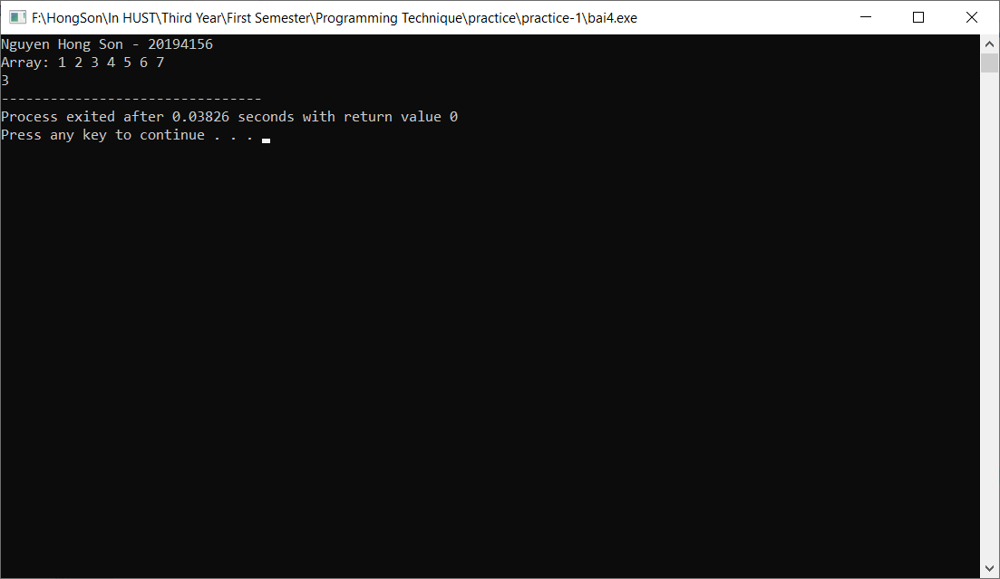 F:\HongSon\In HUST\Third Year\First Semester\Programming Technique\practice\practice-1\bai4.exe
Nguyen Hong Son - 20194156
Array: 1 2 3 4 5 6 7
3
--------------------------------
Process exited after 0.03826 seconds with return value 0
Press any key to continue . . .